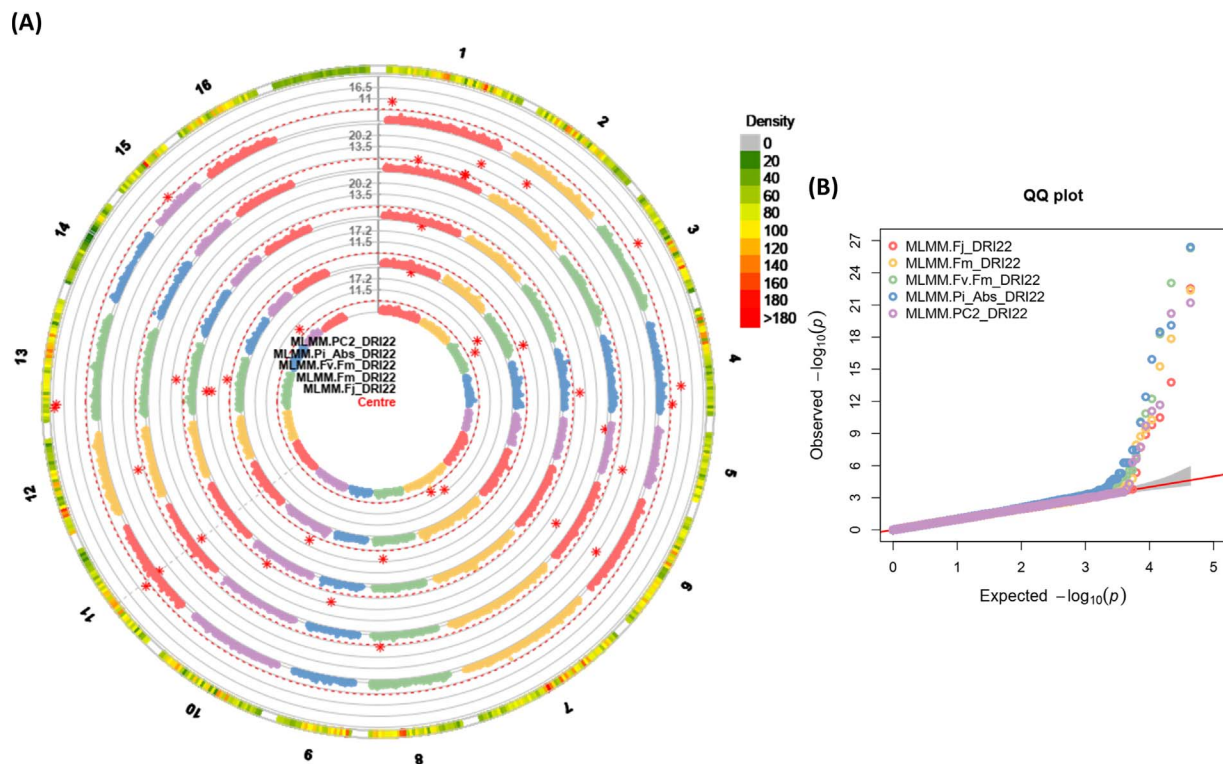 (A)
1
2
3
4
5
6
7
8
9
10
11
12
13
14
15
16
16.5
11
20.2
13.5
20.2
13.5
17.2
11.5
17.2
11.5
MLMM.PC2_DRI22
MLMM.Pi_Abs_DRI22
MLMM.Fv.Fm_DRI22
MLMM.Fm_DRI22
MLMM.Fj_DRI22
Centre
Density
0
20
40
60
80
100
120
140
160
180
>180
(B)
QQ plot
MLMM.Fj_DRI22
MLMM.Fm_DRI22
MLMM.Fv.Fm_DRI22
MLMM.Pi_Abs_DRI22
MLMM.PC2_DRI22
Observed −log10(p)
27
24
21
18
15
12
9
6
3
0
0 1 2 3 4 5
Expected −log10(p)